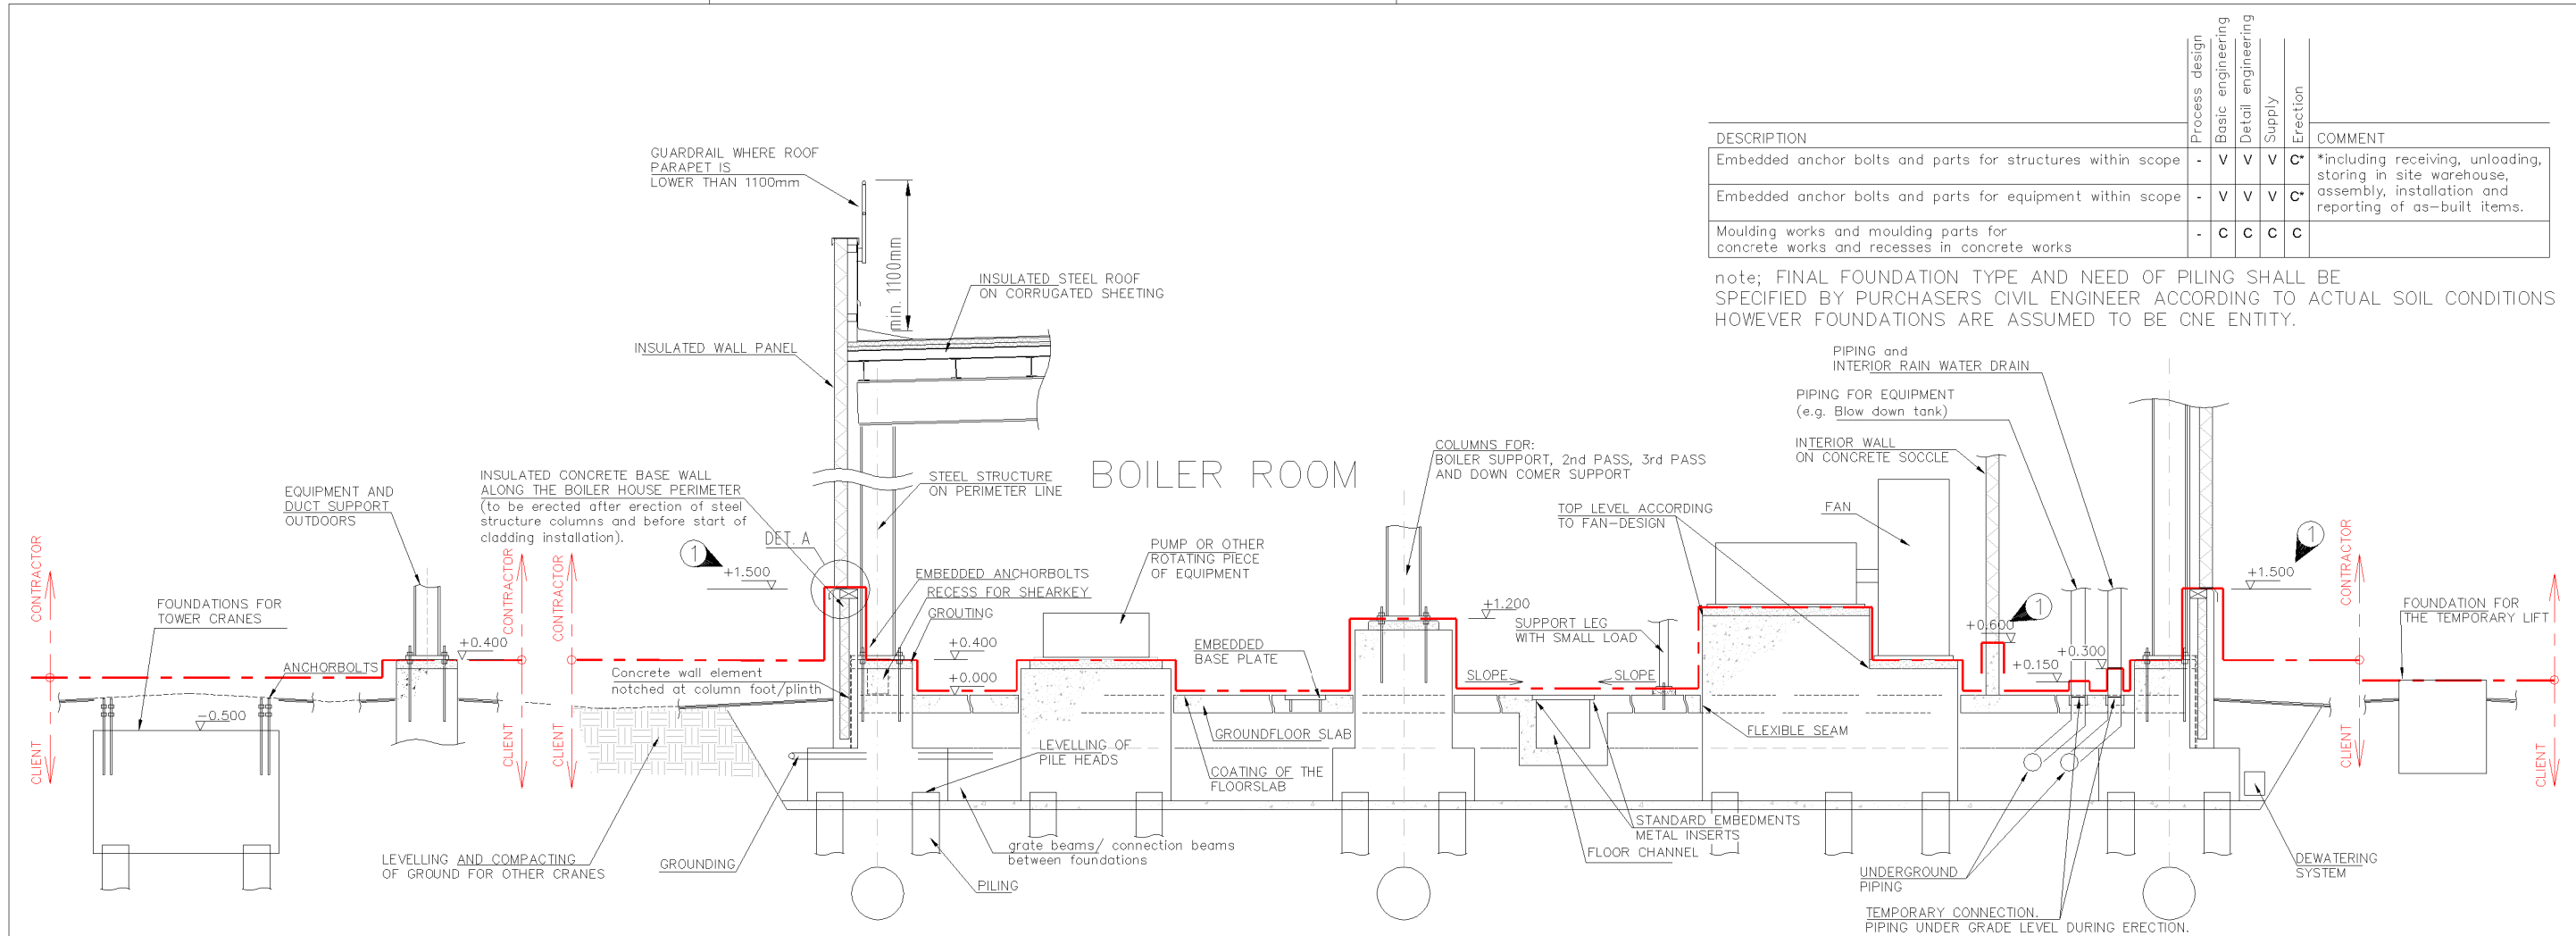 DESCRIPTION
Process design
Basic engineering
Detail engineering
Supply
Erection
COMMENT
Embedded anchor bolts and parts for structures within scope - V V V C*
*including receiving, unloading,
storing in site warehouse,
assembly, installation and
reporting of as-built items.
Embedded anchor bolts and parts for equipment within scope - V V V C*
Moulding works and moulding parts for
concrete works and recesses in concrete works - C C C C
note; FINAL FOUNDATION TYPE AND NEED OF PILING SHALL BE
SPECIFIED BY PURCHASERS CIVIL ENGINEER ACCORDING TO ACTUAL SOIL CONDITIONS
HOWEVER FOUNDATIONS ARE ASSUMED TO BE CNE ENTITY.
GUARDRAIL WHERE ROOF
PARAPET IS
LOWER THAN 1100mm
min. 1100mm
INSULATED STEEL ROOF
ON CORRUGATED SHEETING
INSULATED WALL PANEL
BOILER ROOM
STEEL STRUCTURE
ON PERIMETER LINE
INSULATED CONCRETE BASE WALL
ALONG THE BOILER HOUSE PERIMETER
(to be erected after erection of steel
structure columns and before start of
cladding installation).
DET. A
1
+1.500
EQUIPMENT AND
DUCT SUPPORT
OUTDOORS
CONTRACTOR
CLIENT
FOUNDATIONS FOR
TOWER CRANES
ANCHORBOLTS
-0.500
+0.400
CONTRACTOR
CLIENT
CONTRACTOR
CLIENT
Concrete wall element
notched at column foot/plinth
EMBEDDED ANCHORBOLTS
RECESS FOR SHEARKEY
GROUTING
+0.400
+0.000
PUMP OR OTHER
ROTATING PIECE
OF EQUIPMENT
EMBEDDED
BASE PLATE
GROUNDFLOOR SLAB
COATING OF THE
FLOORSLAB
LEVELLING OF
PILE HEADS
grate beams/ connection beams
between foundations
PILING
GROUNDING
LEVELLING AND COMPACTING
OF GROUND FOR OTHER CRANES
COLUMNS FOR:
BOILER SUPPORT, 2nd PASS, 3rd PASS
AND DOWN COMER SUPPORT
+1.200
SUPPORT LEG
WITH SMALL LOAD
SLOPE
SLOPE
TOP LEVEL ACCORDING
TO FAN-DESIGN
FAN
FLEXIBLE SEAM
STANDARD EMBEDMENTS
METAL INSERTS
FLOOR CHANNEL
PIPING and
INTERIOR RAIN WATER DRAIN
PIPING FOR EQUIPMENT
(e.g. Blow down tank)
INTERIOR WALL
ON CONCRETE SOCCLE
1
+0.600
+0.300
+0.150
UNDERGROUND
PIPING
TEMPORARY CONNECTION.
PIPING UNDER GRADE LEVEL DURING ERECTION.
1
+1.500
CONTRACTOR
CLIENT
FOUNDATION FOR
THE TEMPORARY LIFT
DEWATERING
SYSTEM
CONTRACTOR
CLIENT